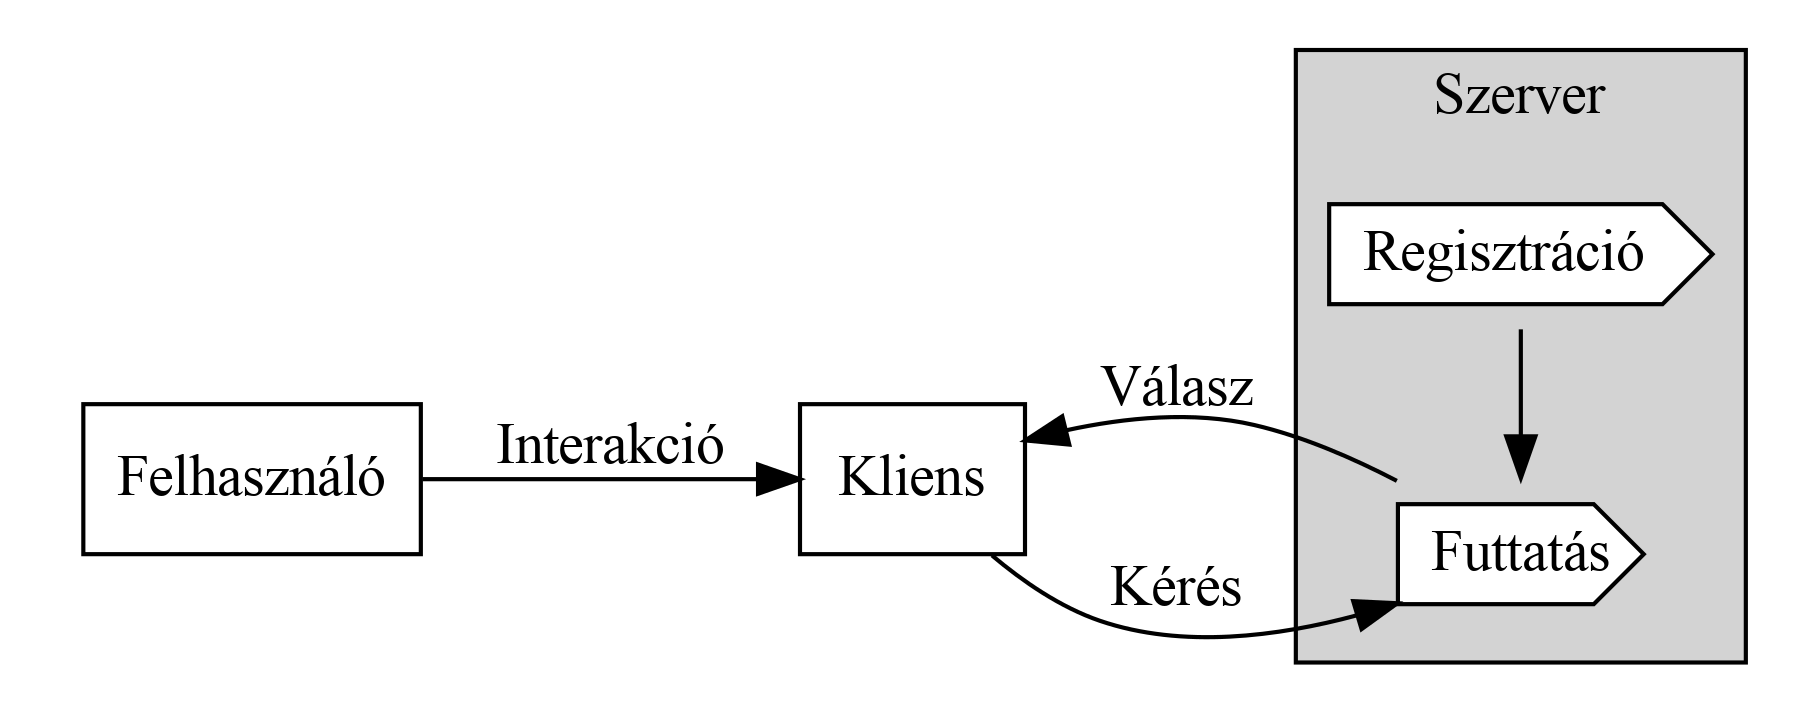 Szerver
Regisztráció
Válasz
Interakció
Felhasználó
Kliens
Futtatás
Kérés